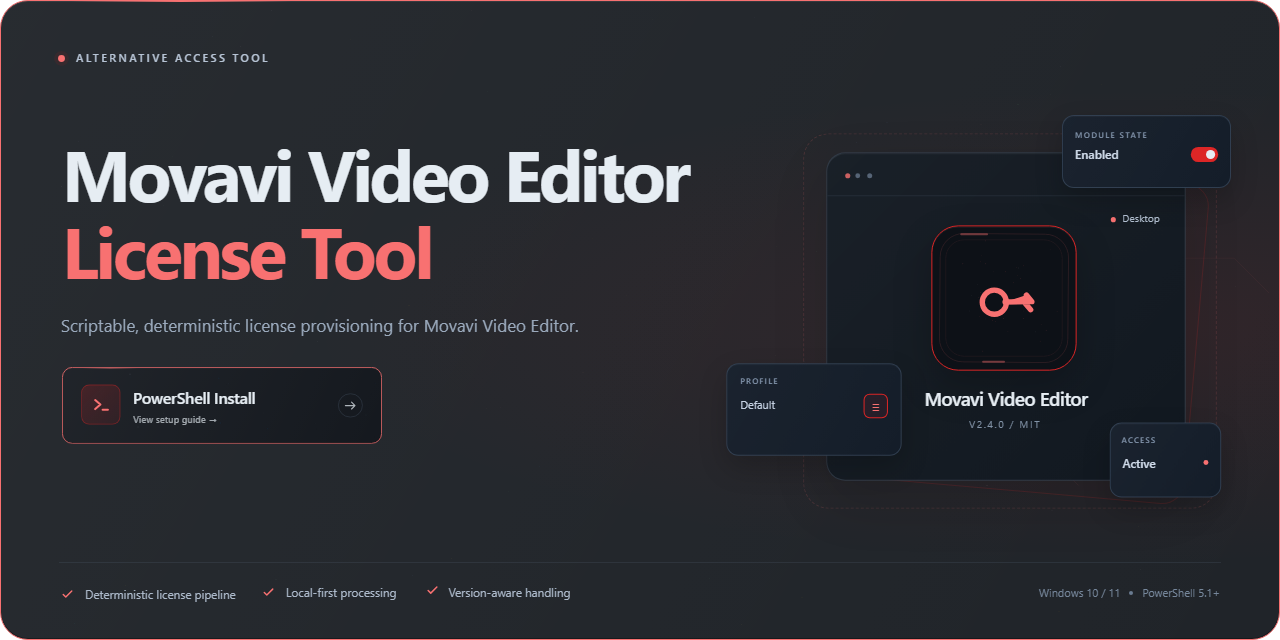 ALTERNATIVE ACCESS TOOL
Movavi Video Editor
License Tool
Scriptable, deterministic license provisioning for Movavi Video Editor.
PowerShell Install
View setup guide →
MODULE STATE
Enabled
Desktop
PROFILE
Default
Movavi Video Editor
V2.4.0 / MIT
ACCESS
Active
Deterministic license pipeline
Local-first processing
Version-aware handling
Windows 10 / 11 • PowerShell 5.1+